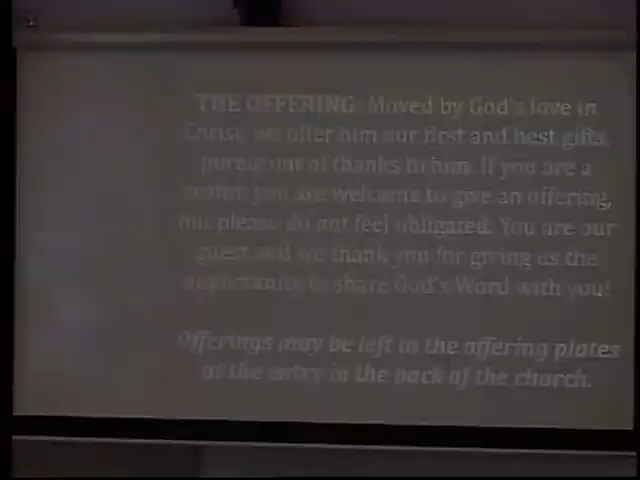 THE OFFERING: Moved by God's love in
Christ, we offer him our first and best gifts,
purely out of thanks to him. If you are a
visitor, you are welcome to give an offering,
but please do not feel obligated. You are our
guest and we thank you for giving us the
opportunity to share God's Word with you!
Offerings may be left in the offering plates
at the entry in the back of the church.